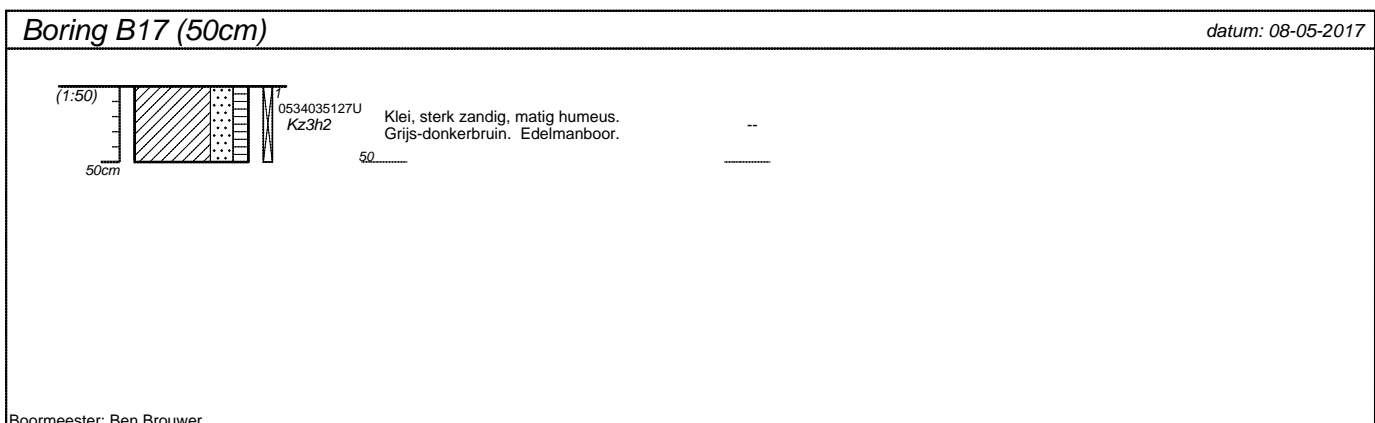 Boring B17 (50cm)
datum: 08-05-2017
(1:50)
1
0534035127U
Kz3h2
Klei, sterk zandig, matig humeus.
Grijs-donkerbruin. Edelmanboor.
--
50
50cm
Boormeester: Ben Brouwer